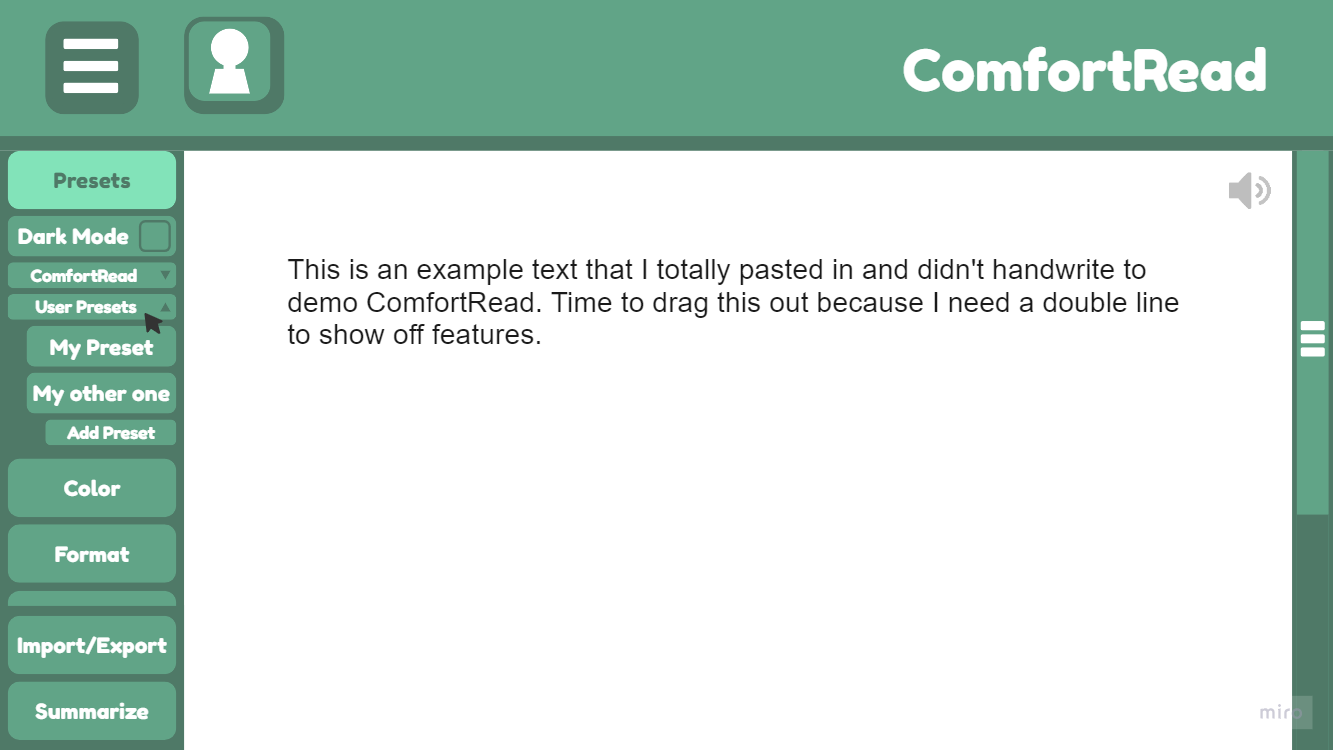 ComfortRead
Presets
Dark Mode
ComfortRead
User Presets
My Preset
My other one
Add Preset
Color
Format
Import/Export
Summarize
This is an example text that I totally pasted in and didn't handwrite to
demo ComfortRead. Time to drag this out because I need a double line
to show off features.
miro